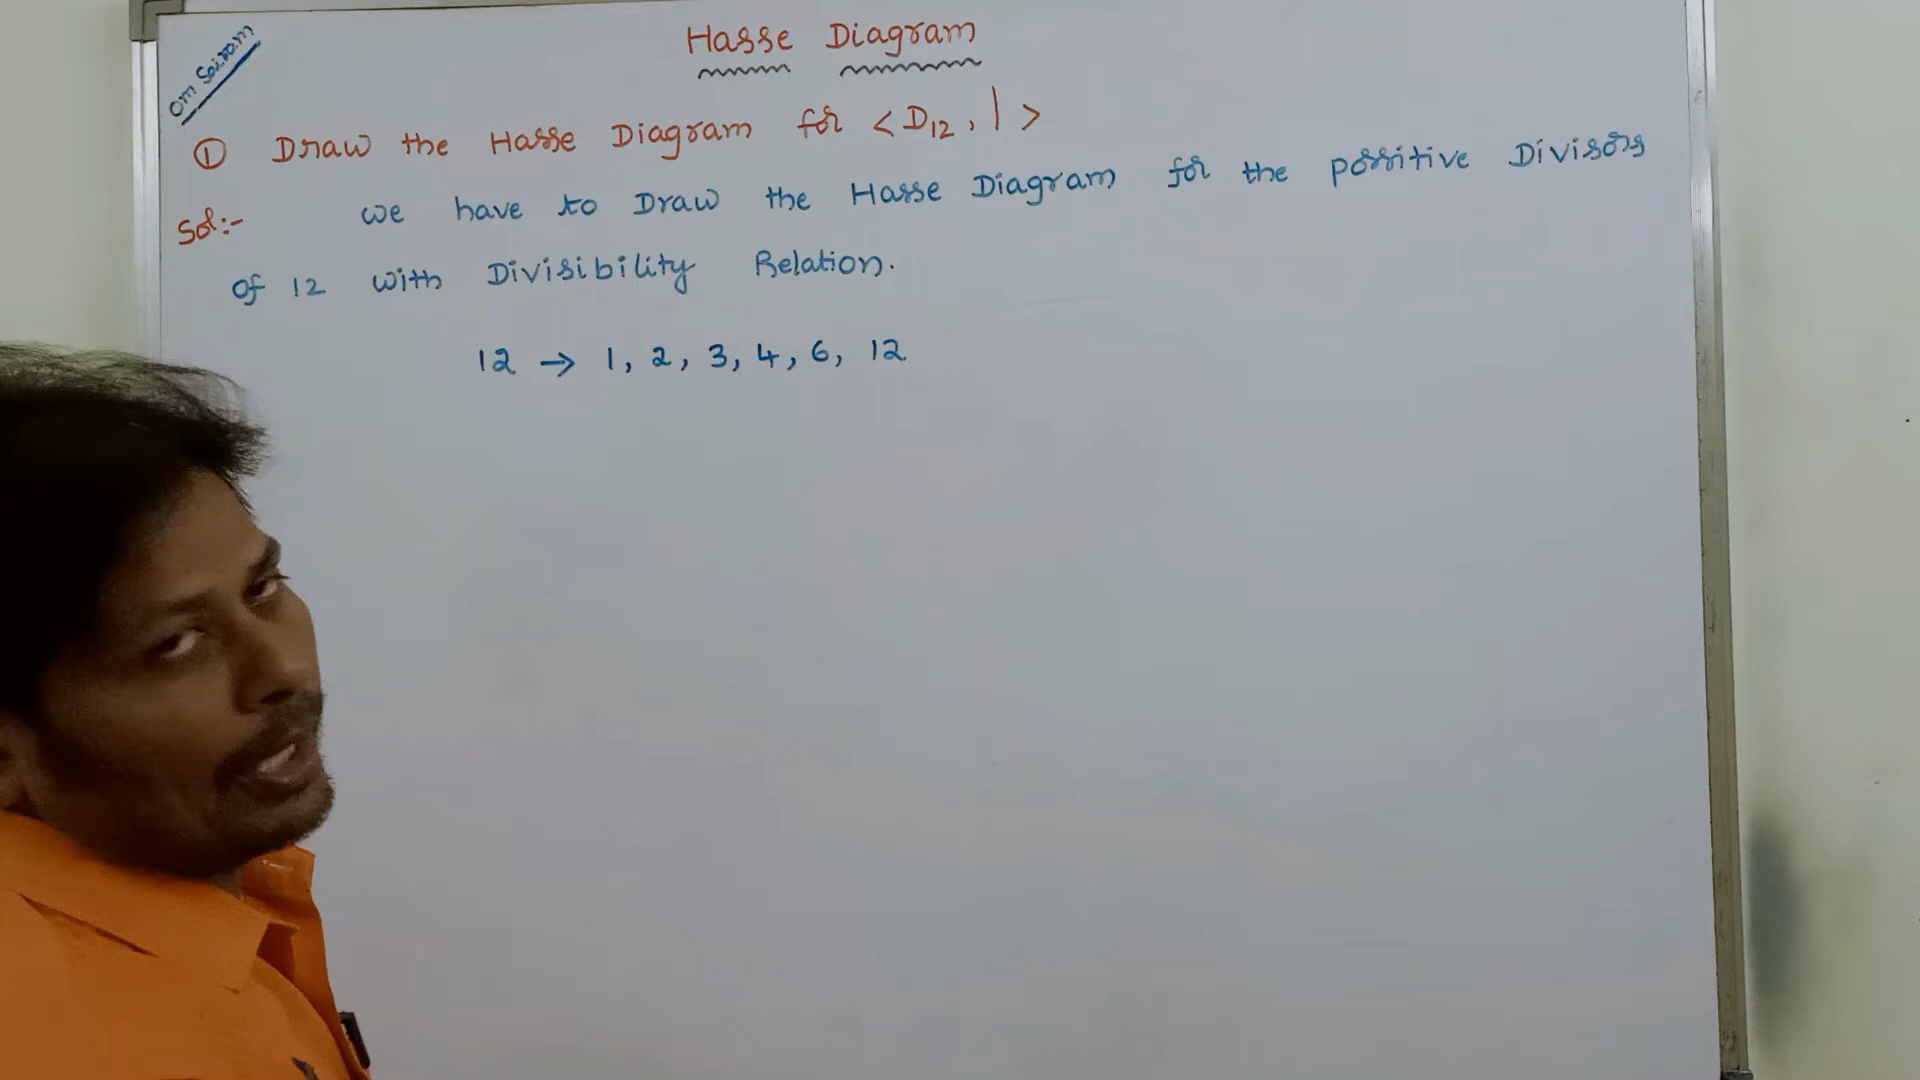 Om Sairam
Hasse Diagram
① Draw the Hasse Diagram for <D12, | >
Sol:- we have to Draw the Hasse Diagram for the possitive Divisors
of 12 with Divisibility Relation.
12 → 1, 2, 3, 4, 6, 12